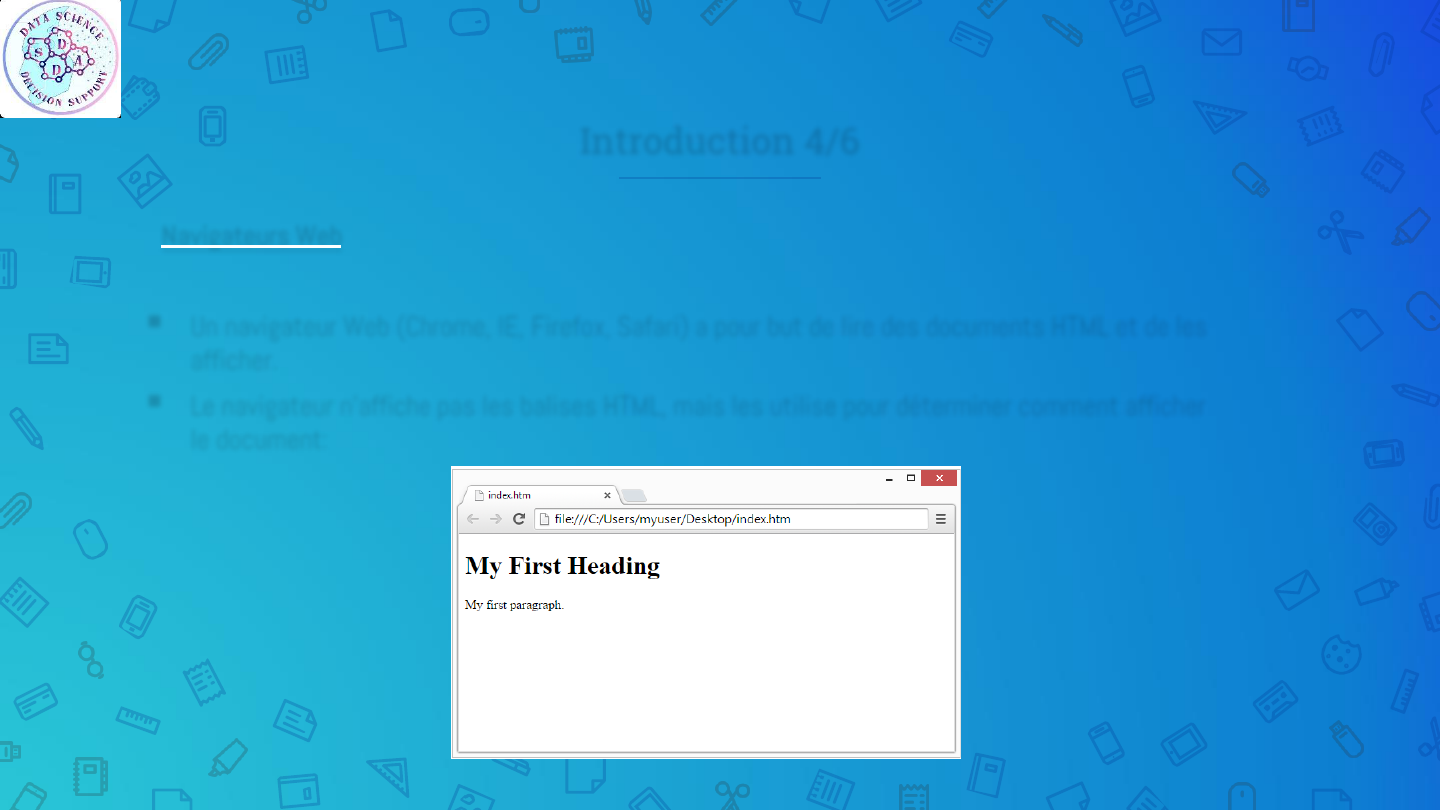 DATA SCIENCE
S D D A
DECISION SUPPORT
Introduction 4/6
Navigateurs Web
Un navigateur Web (Chrome, IE, Firefox, Safari) a pour but de lire des documents HTML et de les
afficher.
Le navigateur n'affiche pas les balises HTML, mais les utilise pour déterminer comment afficher
le document:
index.htm
file:///C:/Users/myuser/Desktop/index.htm
My First Heading
My first paragraph.